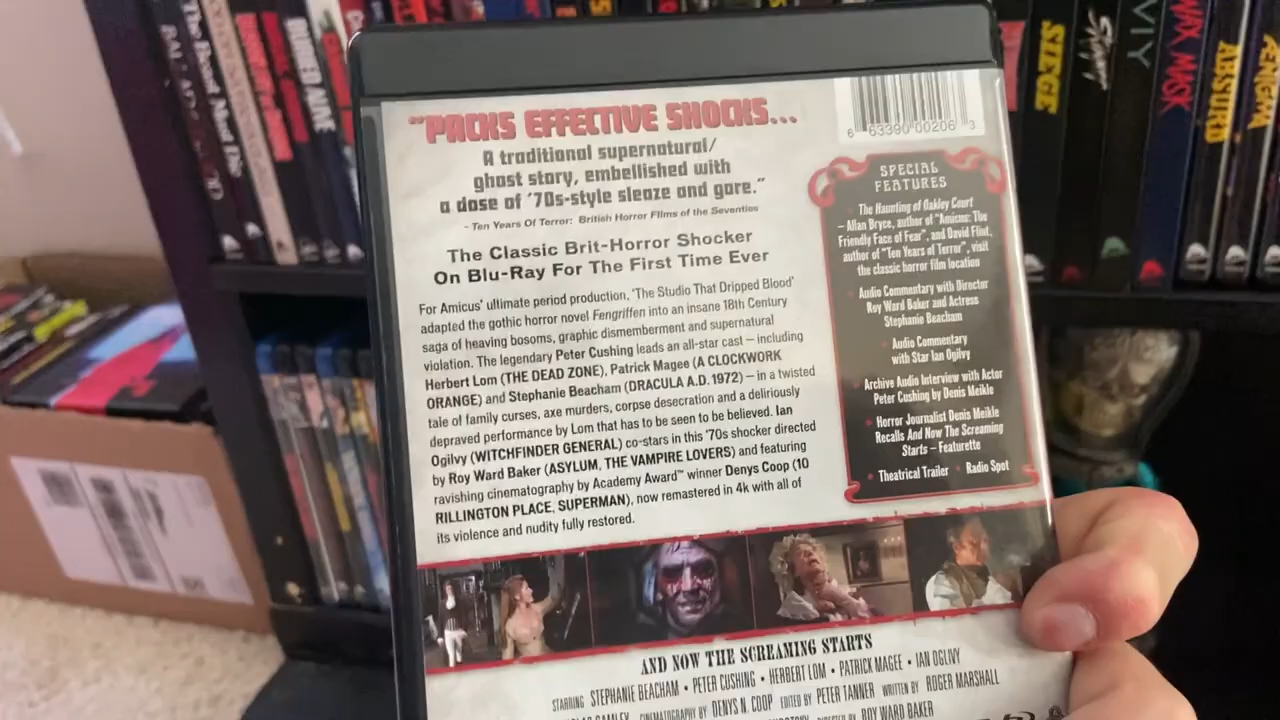 "PACKS EFFECTIVE SHOCKS...
A traditional supernatural/
ghost story, embellished with
a dose of '70s-style sleaze and gore."
- Ten Years Of Terror: British Horror Films of the Seventies
The Classic Brit-Horror Shocker
On Blu-Ray For The First Time Ever
For Amicus' ultimate period production, 'The Studio That Dripped Blood'
adapted the gothic horror novel Fengriffen into an insane 18th Century
saga of heaving bosoms, graphic dismemberment and supernatural
violation. The legendary Peter Cushing leads an all-star cast – including
Herbert Lom (THE DEAD ZONE), Patrick Magee (A CLOCKWORK
ORANGE) and Stephanie Beacham (DRACULA A.D. 1972) – in a twisted
tale of family curses, axe murders, corpse desecration and a deliriously
depraved performance by Lom that has to be seen to be believed. Ian
Ogilvy (WITCHFINDER GENERAL) co-stars in this '70s shocker directed
by Roy Ward Baker (ASYLUM, THE VAMPIRE LOVERS) and featuring
ravishing cinematography by Academy Award™ winner Denys Coop (10
RILLINGTON PLACE, SUPERMAN), now remastered in 4k with all of
its violence and nudity fully restored.
6 63390 00206 3
SPECIAL
FEATURES
The Haunting of Oakley Court
– Allan Bryce, author of "Amicus: The
Friendly Face of Fear", and David Flint,
author of "Ten Years of Terror", visit
the classic horror film location
Audio Commentary with Director
Roy Ward Baker and Actress
Stephanie Beacham
Audio Commentary
with Star Ian Ogilvy
Archive Audio Interview with Actor
Peter Cushing by Denis Meikle
Horror Journalist Denis Meikle
Recalls And Now The Screaming
Starts – Featurette
Theatrical Trailer • Radio Spot
AND NOW THE SCREAMING STARTS
STARRING STEPHANIE BEACHAM • PETER CUSHING • HERBERT LOM • PATRICK MAGEE • IAN OGLIVY
CINEMATOGRAPHY BY DENYS N. COOP EDITED BY PETER TANNER WRITTEN BY ROGER MARSHALL
DIRECTED BY ROY WARD BAKER
SIEGE
WAX MASK
ABSURD
ÆNIGMA